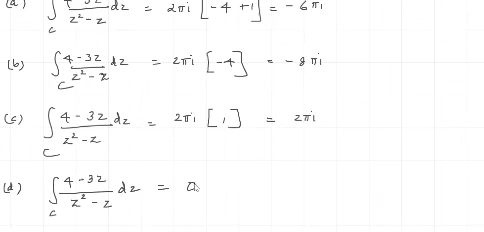 (a) ∫_C (4-3z)/(z²-z) dz = 2πi [-4+1] = -6πi
(b) ∫_C (4-3z)/(z²-z) dz = 2πi [-4] = -8πi
(c) ∫_C (4-3z)/(z²-z) dz = 2πi [1] = 2πi
(d) ∫_C (4-3z)/(z²-z) dz = 0